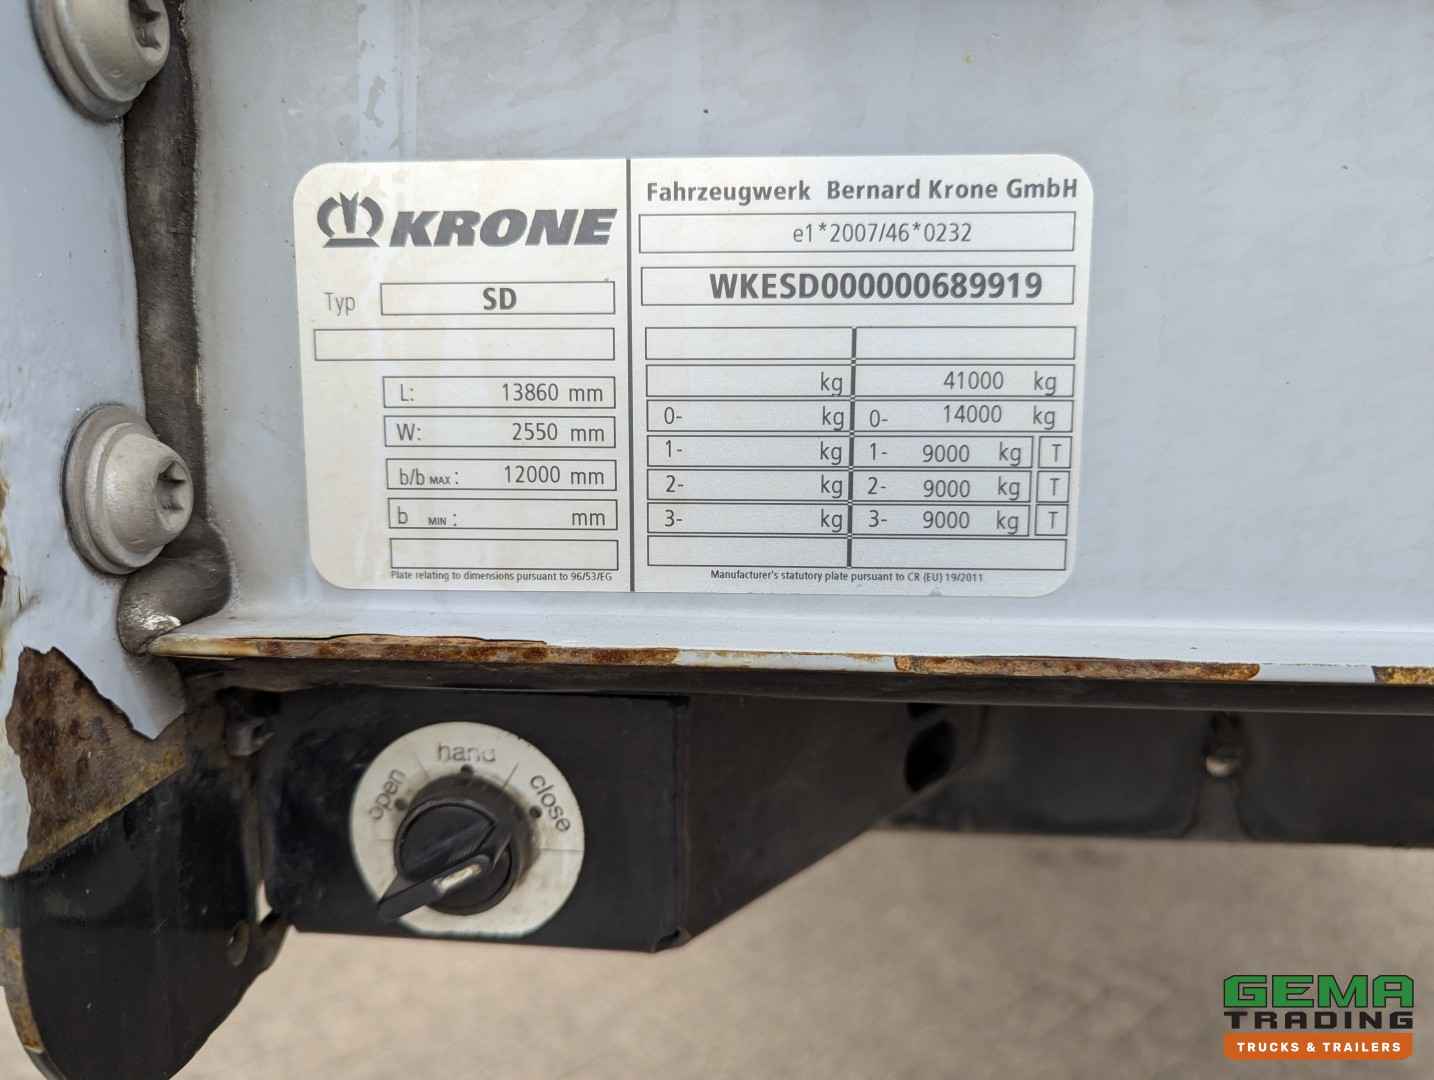 KRONE
Typ SD
L: 13860 mm
W: 2550 mm
b/b MAX : 12000 mm
b MIN : mm
Plate relating to dimensions pursuant to 96/53/EG
Fahrzeugwerk Bernard Krone GmbH
e1*2007/46*0232
WKESD000000689919
kg 41000 kg
0- kg 0- 14000 kg
1- kg 1- 9000 kg T
2- kg 2- 9000 kg T
3- kg 3- 9000 kg T
Manufacturer's statutory plate pursuant to CR (EU) 19/2011
open hand close
GEMA
TRADING
TRUCKS & TRAILERS